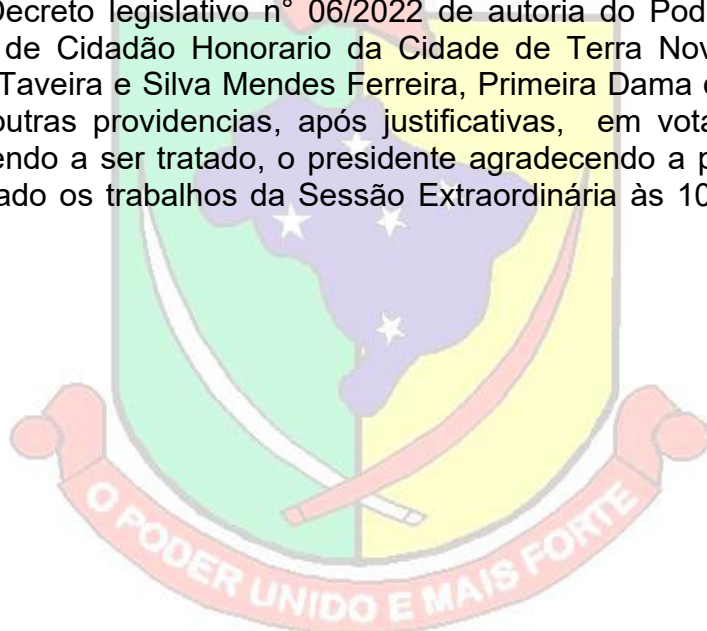 Decreto legislativo n° 06/2022 de autoria do Pod
de Cidadão Honorario da Cidade de Terra Nov
Taveira e Silva Mendes Ferreira, Primeira Dama
outras providencias, após justificativas, em vota
endo a ser tratado, o presidente agradecendo a p
ado os trabalhos da Sessão Extraordinária às 10
O PODER UNIDO E MAIS FORTE